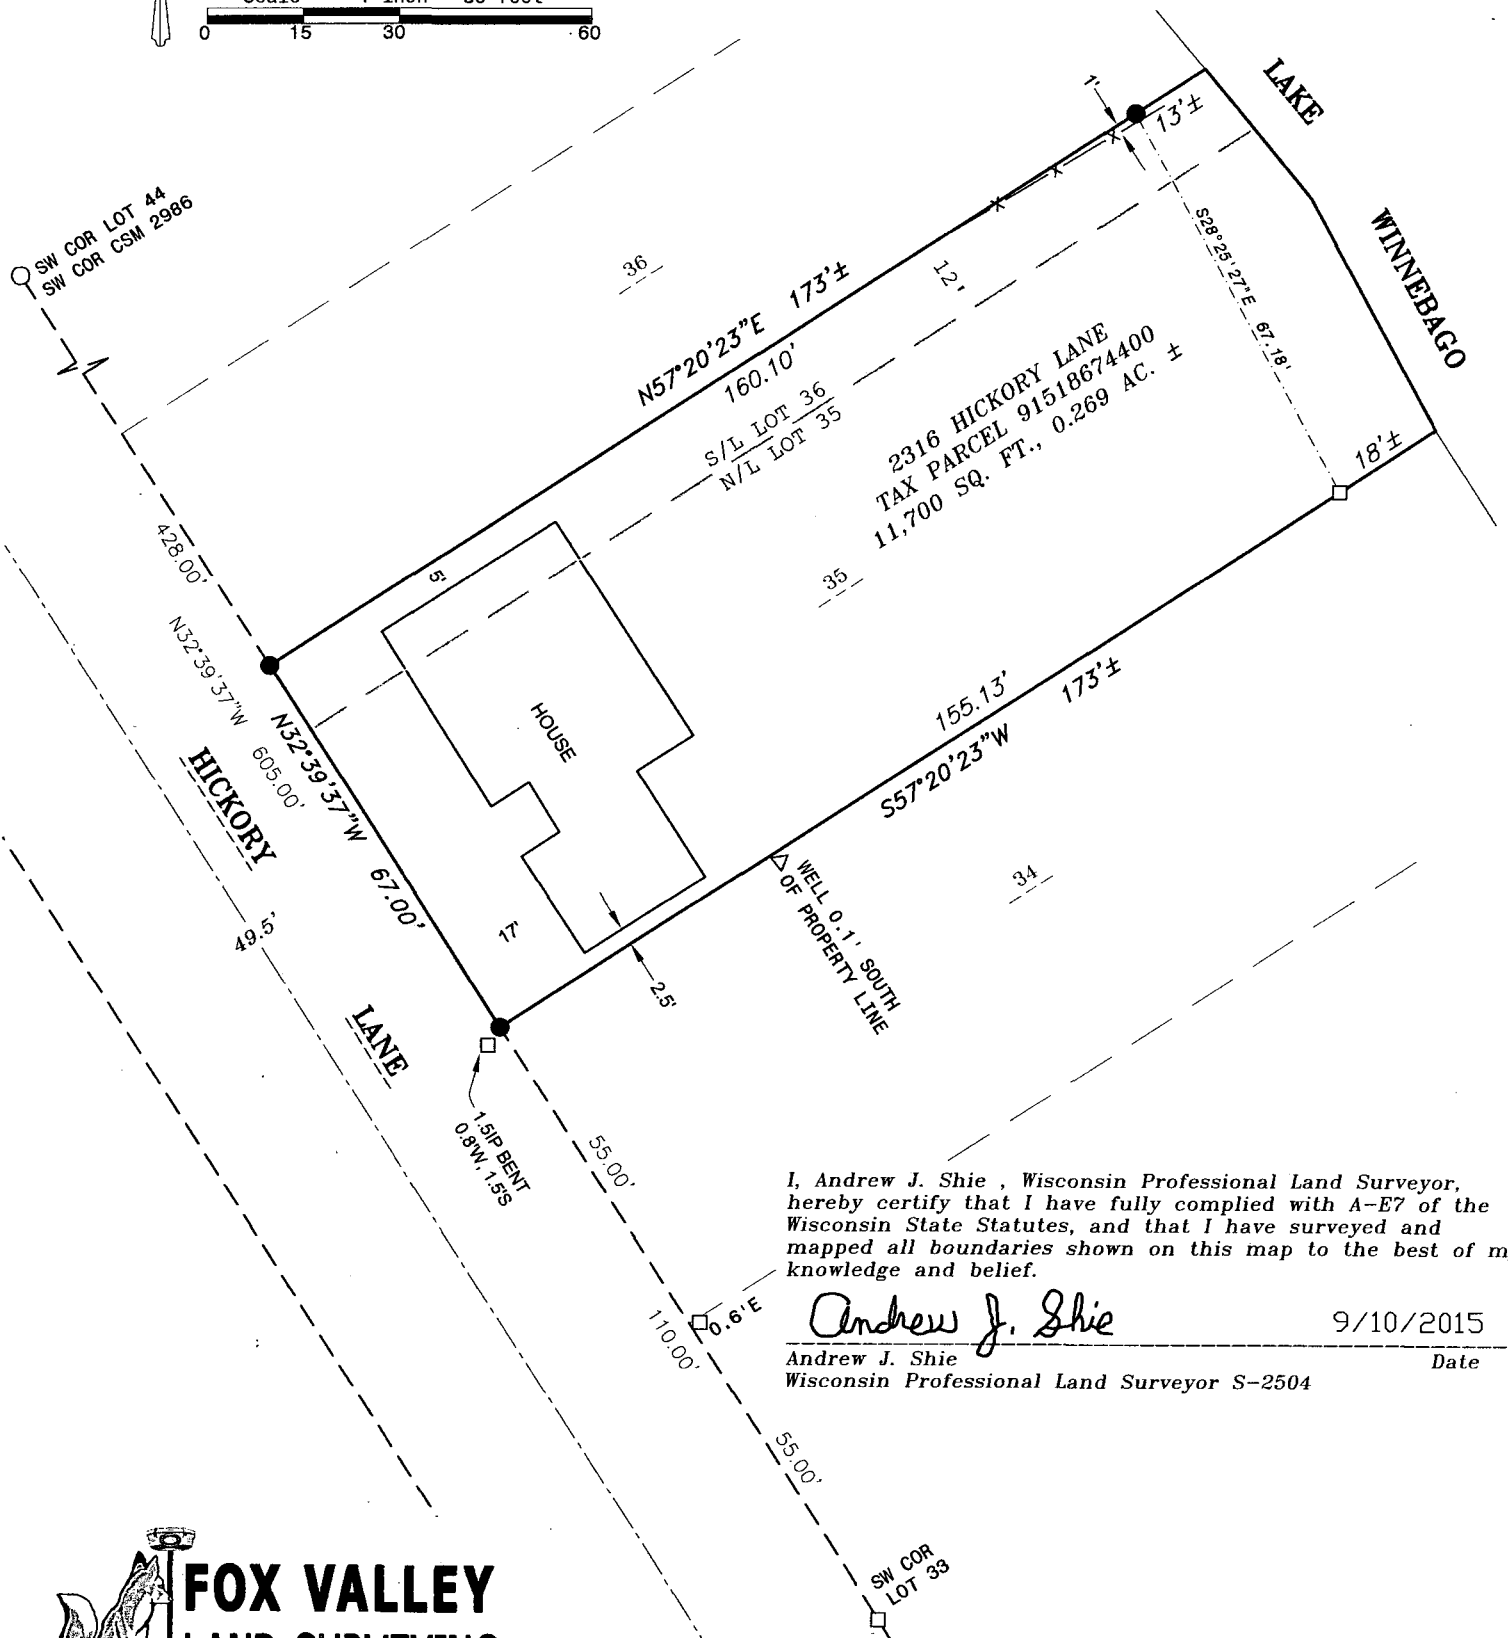 0 15 30 60
LAKE
WINNEBAGO
1'
13'±
SW COR LOT 44
SW COR CSM 2986
36
S28°25'27"E 67.18'
12'
N57°20'23"E 173'±
160.10'
S/L LOT 36
N/L LOT 35
2316 HICKORY LANE
TAX PARCEL 91518674400
11,700 SQ. FT., 0.269 AC. ±
18'±
428.00'
5'
35
N32°39'37"W 605.00'
N32°39'37"W 67.00'
HOUSE
155.13'
173'±
S57°20'23"W
HICKORY
LANE
49.5'
17'
2.5'
WELL 0.1' SOUTH
OF PROPERTY LINE
34
1.5IP BENT
0.8'W, 1.5'S
55.00'
110.00'
0.6'E
55.00'
SW COR
LOT 33
I, Andrew J. Shie , Wisconsin Professional Land Surveyor,
hereby certify that I have fully complied with A-E7 of the
Wisconsin State Statutes, and that I have surveyed and
mapped all boundaries shown on this map to the best of m
knowledge and belief.
Andrew J. Shie 9/10/2015
Andrew J. Shie Date
Wisconsin Professional Land Surveyor S-2504
FOX VALLEY
LAND SURVEYING